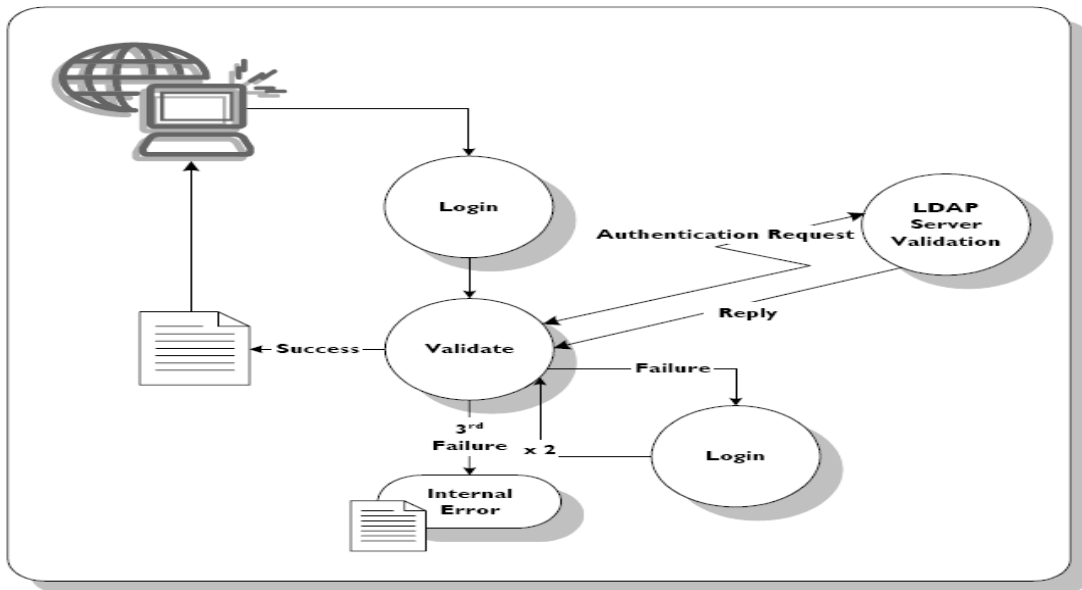 Login
LDAP
Server
Validation
Authentication Request
Reply
Success
Validate
Failure
3rd
Failure
x 2
Login
Internal
Error